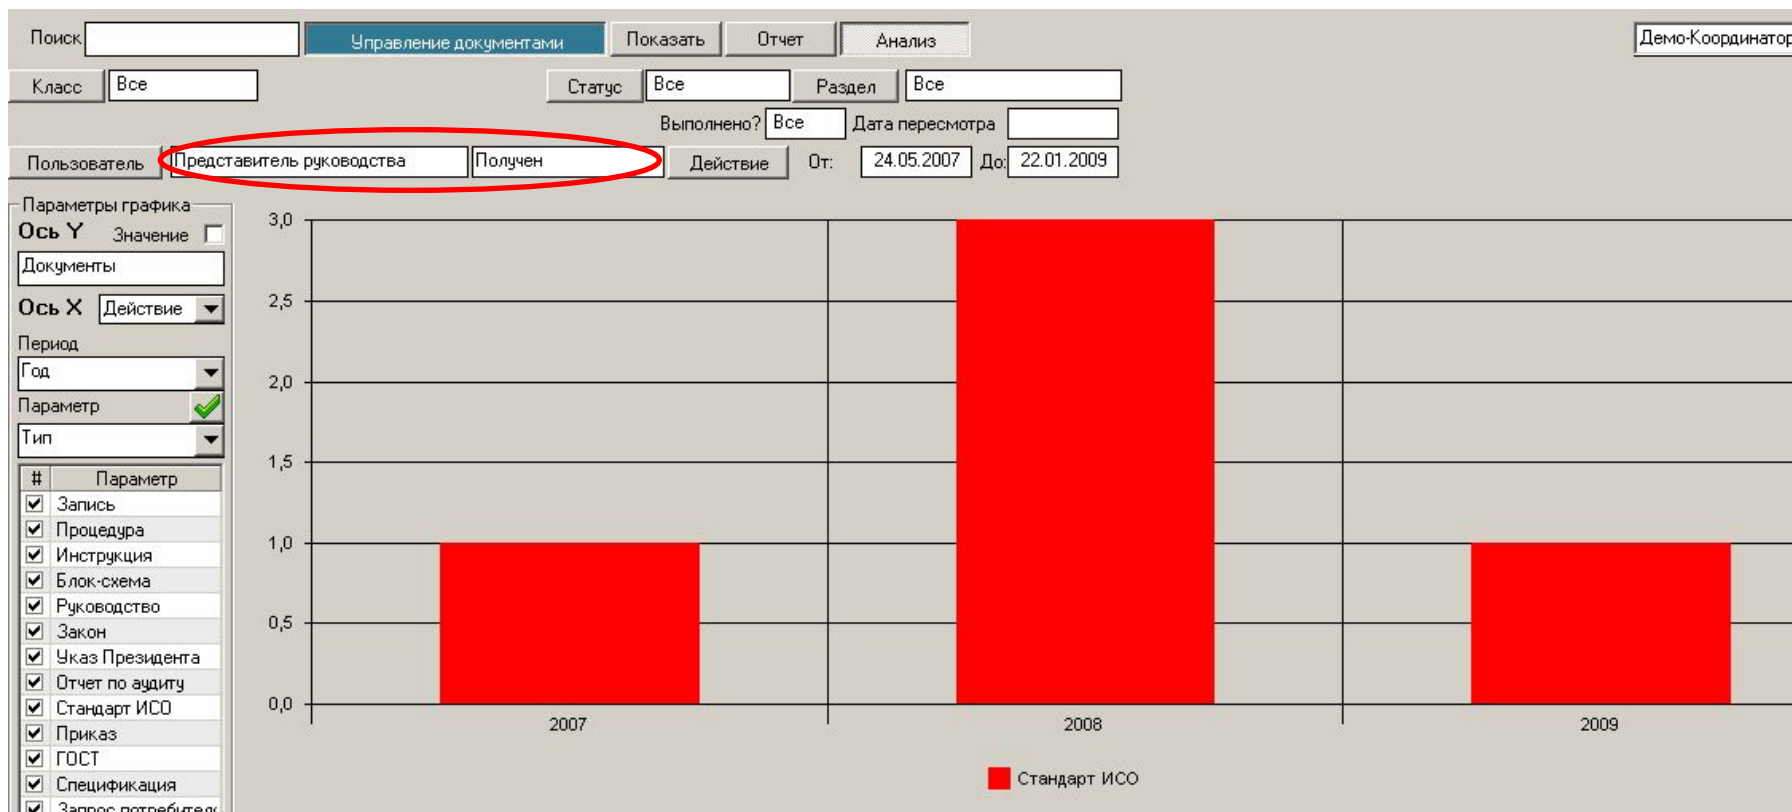 Поиск Управление документами Показать Отчет Анализ Демо-Координатор
Класс Все Статус Все Раздел Все
Выполнено? Все Дата пересмотра
Пользователь Представитель руководства Получен Действие От: 24.05.2007 До: 22.01.2009
Параметры графика
Ось Y Значение
Документы
Ось X Действие
Период
Год
Параметр
Тип
# Параметр
Запись
Процедура
Инструкция
Блок-схема
Руководство
Закон
Указ Президента
Отчет по аудиту
Стандарт ИСО
Приказ
ГОСТ
Спецификация
Запрос потребителя
3,0
2,5
2,0
1,5
1,0
0,5
0,0
2007 2008 2009
Стандарт ИСО